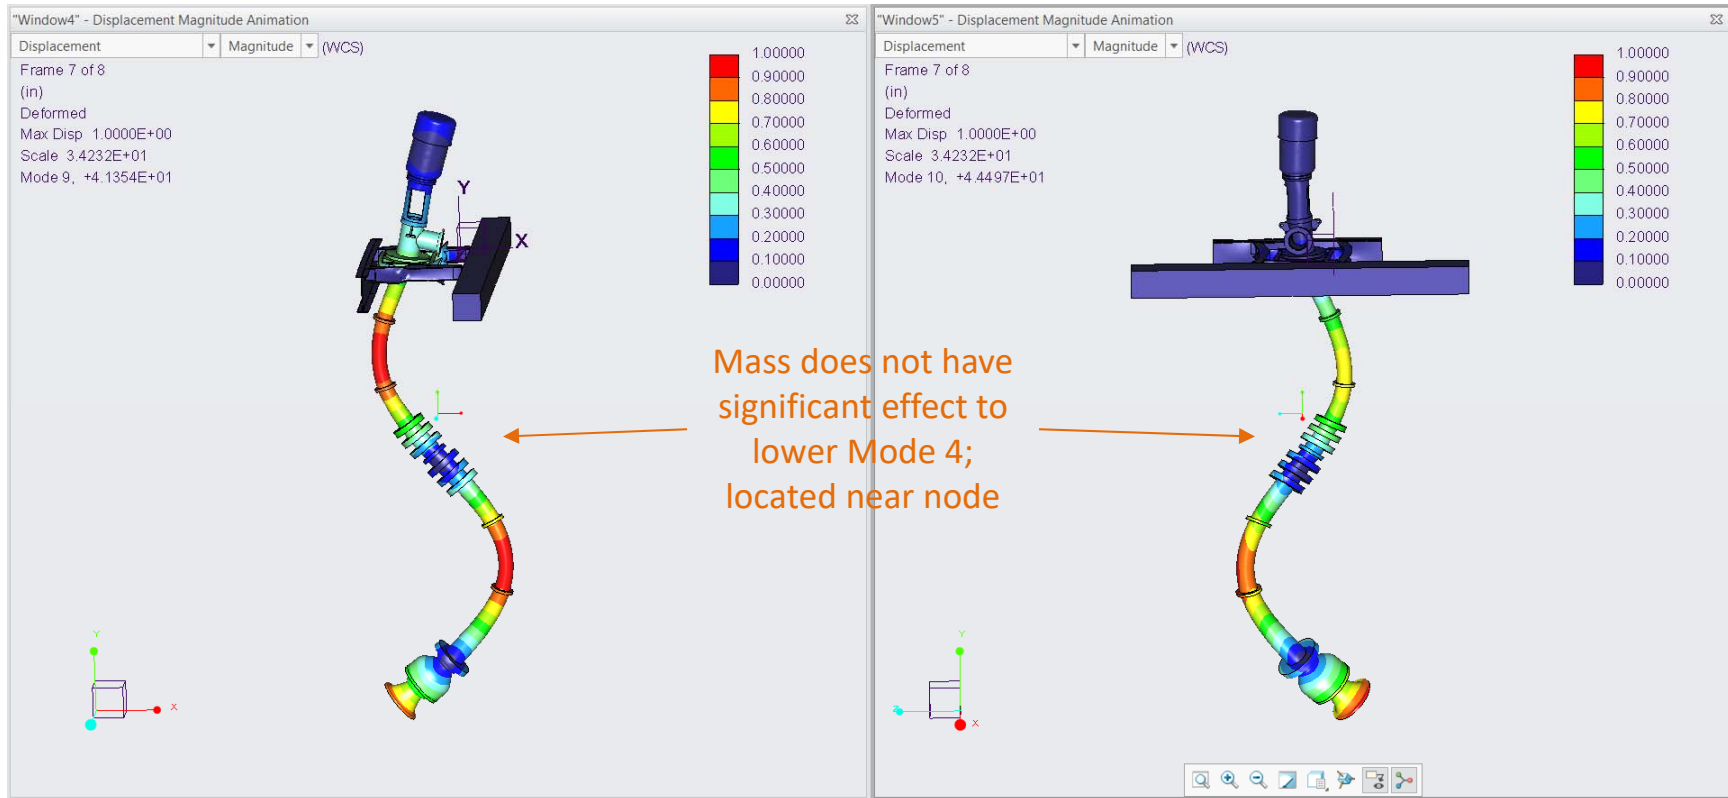 "Window4" - Displacement Magnitude Animation
Displacement
Magnitude
(WCS)
Frame 7 of 8
(in)
Deformed
Max Disp 1.0000E+00
Scale 3.4232E+01
Mode 9, +4.1354E+01
1.00000
0.90000
0.80000
0.70000
0.60000
0.50000
0.40000
0.30000
0.20000
0.10000
0.00000
Y
X
Y
X
Mass does not have
significant effect to
lower Mode 4;
located near node
"Window5" - Displacement Magnitude Animation
Displacement
Magnitude
(WCS)
Frame 7 of 8
(in)
Deformed
Max Disp 1.0000E+00
Scale 3.4232E+01
Mode 10, +4.4497E+01
1.00000
0.90000
0.80000
0.70000
0.60000
0.50000
0.40000
0.30000
0.20000
0.10000
0.00000
Y
Z
X